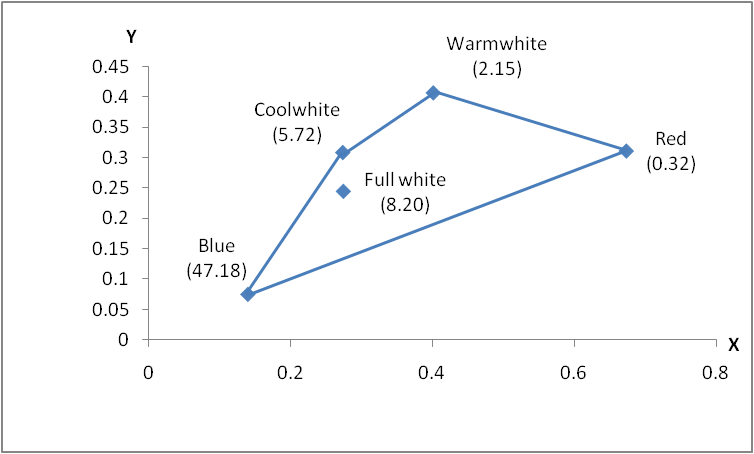 Y
Warmwhite
(2.15)
0.45
0.4
Coolwhite
(5.72)
0.35
Red
(0.32)
0.3
Full white
(8.20)
0.25
0.2
Blue
(47.18)
0.15
0.1
0.05
0
X
0 0.2 0.4 0.6 0.8